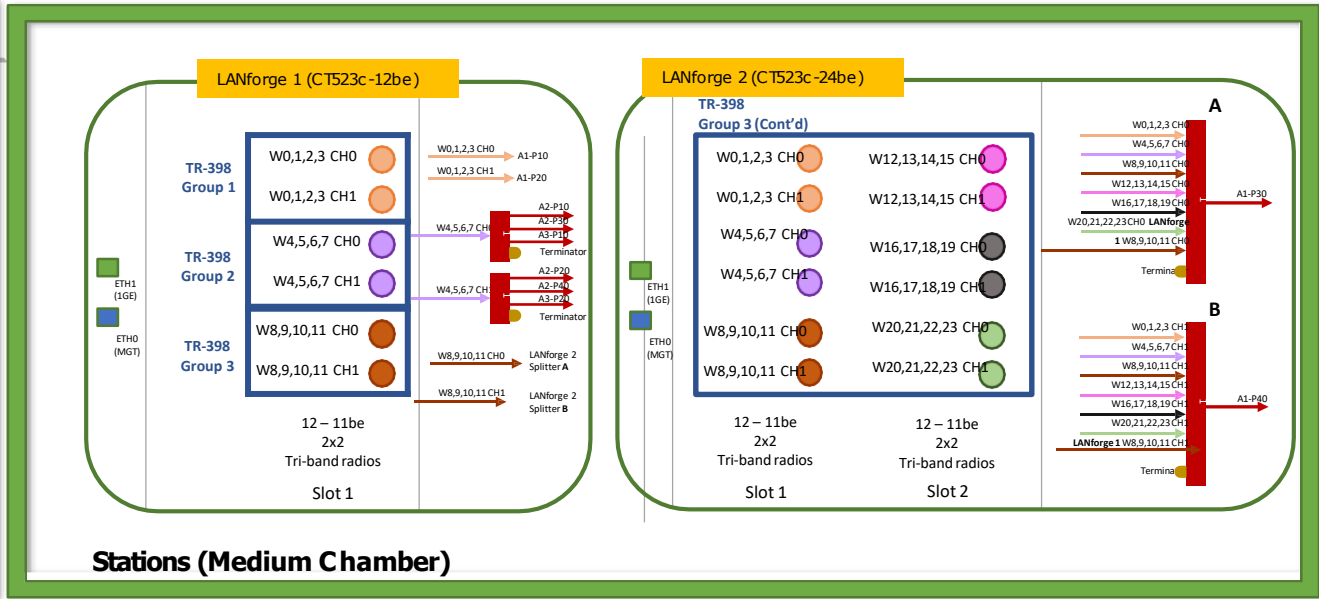 LANforge 1 (CT523c-12be)
TR-398
Group 1
W0,1,2,3 CH0
W0,1,2,3 CH1
TR-398
Group 2
W4,5,6,7 CH0
W4,5,6,7 CH1
TR-398
Group 3
W8,9,10,11 CH0
W8,9,10,11 CH1
ETH1
(1GE)
ETH0
(MGT)
12 – 11be
2x2
Tri-band radios
Slot 1
W0,1,2,3 CH0
A1-P10
W0,1,2,3 CH1
A1-P20
W4,5,6,7 CH0
A2-P10
A2-P30
A3-P10
Terminator
W4,5,6,7 CH1
A2-P20
A2-P40
A3-P20
Terminator
W8,9,10,11 CH0
LANforge 2
Splitter A
W8,9,10,11 CH1
LANforge 2
Splitter B
LANforge 2 (CT523c-24be)
TR-398
Group 3 (Cont'd)
W0,1,2,3 CH0
W0,1,2,3 CH1
W4,5,6,7 CH0
W4,5,6,7 CH1
W8,9,10,11 CH0
W8,9,10,11 CH1
W12,13,14,15 CH0
W12,13,14,15 CH1
W16,17,18,19 CH0
W16,17,18,19 CH1
W20,21,22,23 CH0
W20,21,22,23 CH1
ETH1
(1GE)
ETH0
(MGT)
12 – 11be
2x2
Tri-band radios
Slot 1
12 – 11be
2x2
Tri-band radios
Slot 2
A
W0,1,2,3 CH0
W4,5,6,7 CH0
W8,9,10,11 CH0
W12,13,14,15 CH0
W16,17,18,19 CH0
W20,21,22,23 CH0 LANforge
1 W8,9,10,11 CH0
Termina
A1-P30
B
W0,1,2,3 CH1
W4,5,6,7 CH1
W8,9,10,11 CH1
W12,13,14,15 CH1
W16,17,18,19 CH1
W20,21,22,23 CH1
LANforge 1 W8,9,10,11 CH1
Termina
A1-P40
Stations (Medium Chamber)